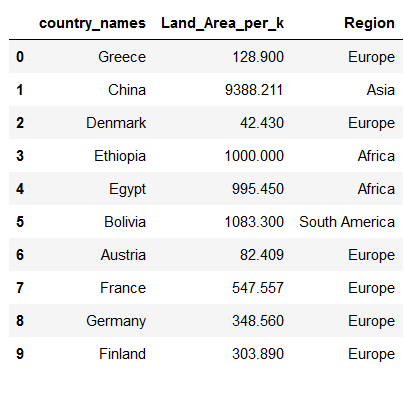 country_names Land_Area_per_k Region
0 Greece 128.900 Europe
1 China 9388.211 Asia
2 Denmark 42.430 Europe
3 Ethiopia 1000.000 Africa
4 Egypt 995.450 Africa
5 Bolivia 1083.300 South America
6 Austria 82.409 Europe
7 France 547.557 Europe
8 Germany 348.560 Europe
9 Finland 303.890 Europe